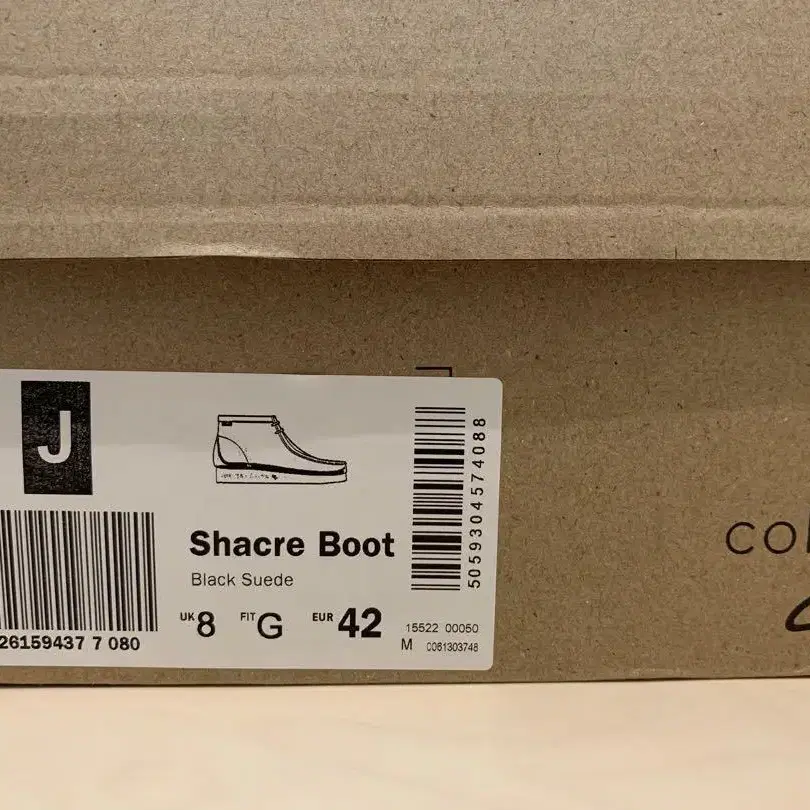 J
26159437 7 080
Shacre Boot
Black Suede
UK 8 FIT G EUR 42
5059304574088
15522 00050
M 0061303748
CO